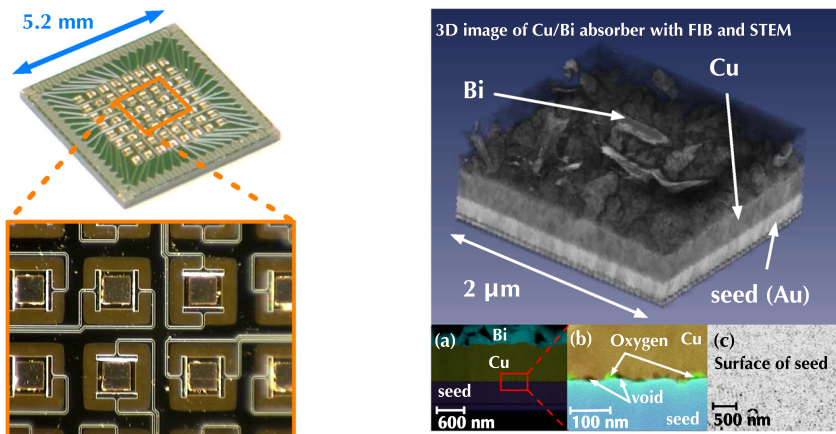 5.2 mm
3D image of Cu/Bi absorber with FIB and STEM
Bi
Cu
2 μm
seed (Au)
(a)
Bi
Cu
seed
600 nm
(b)
Oxygen
Cu
void
100 nm
seed
(c)
Surface of seed
500 nm